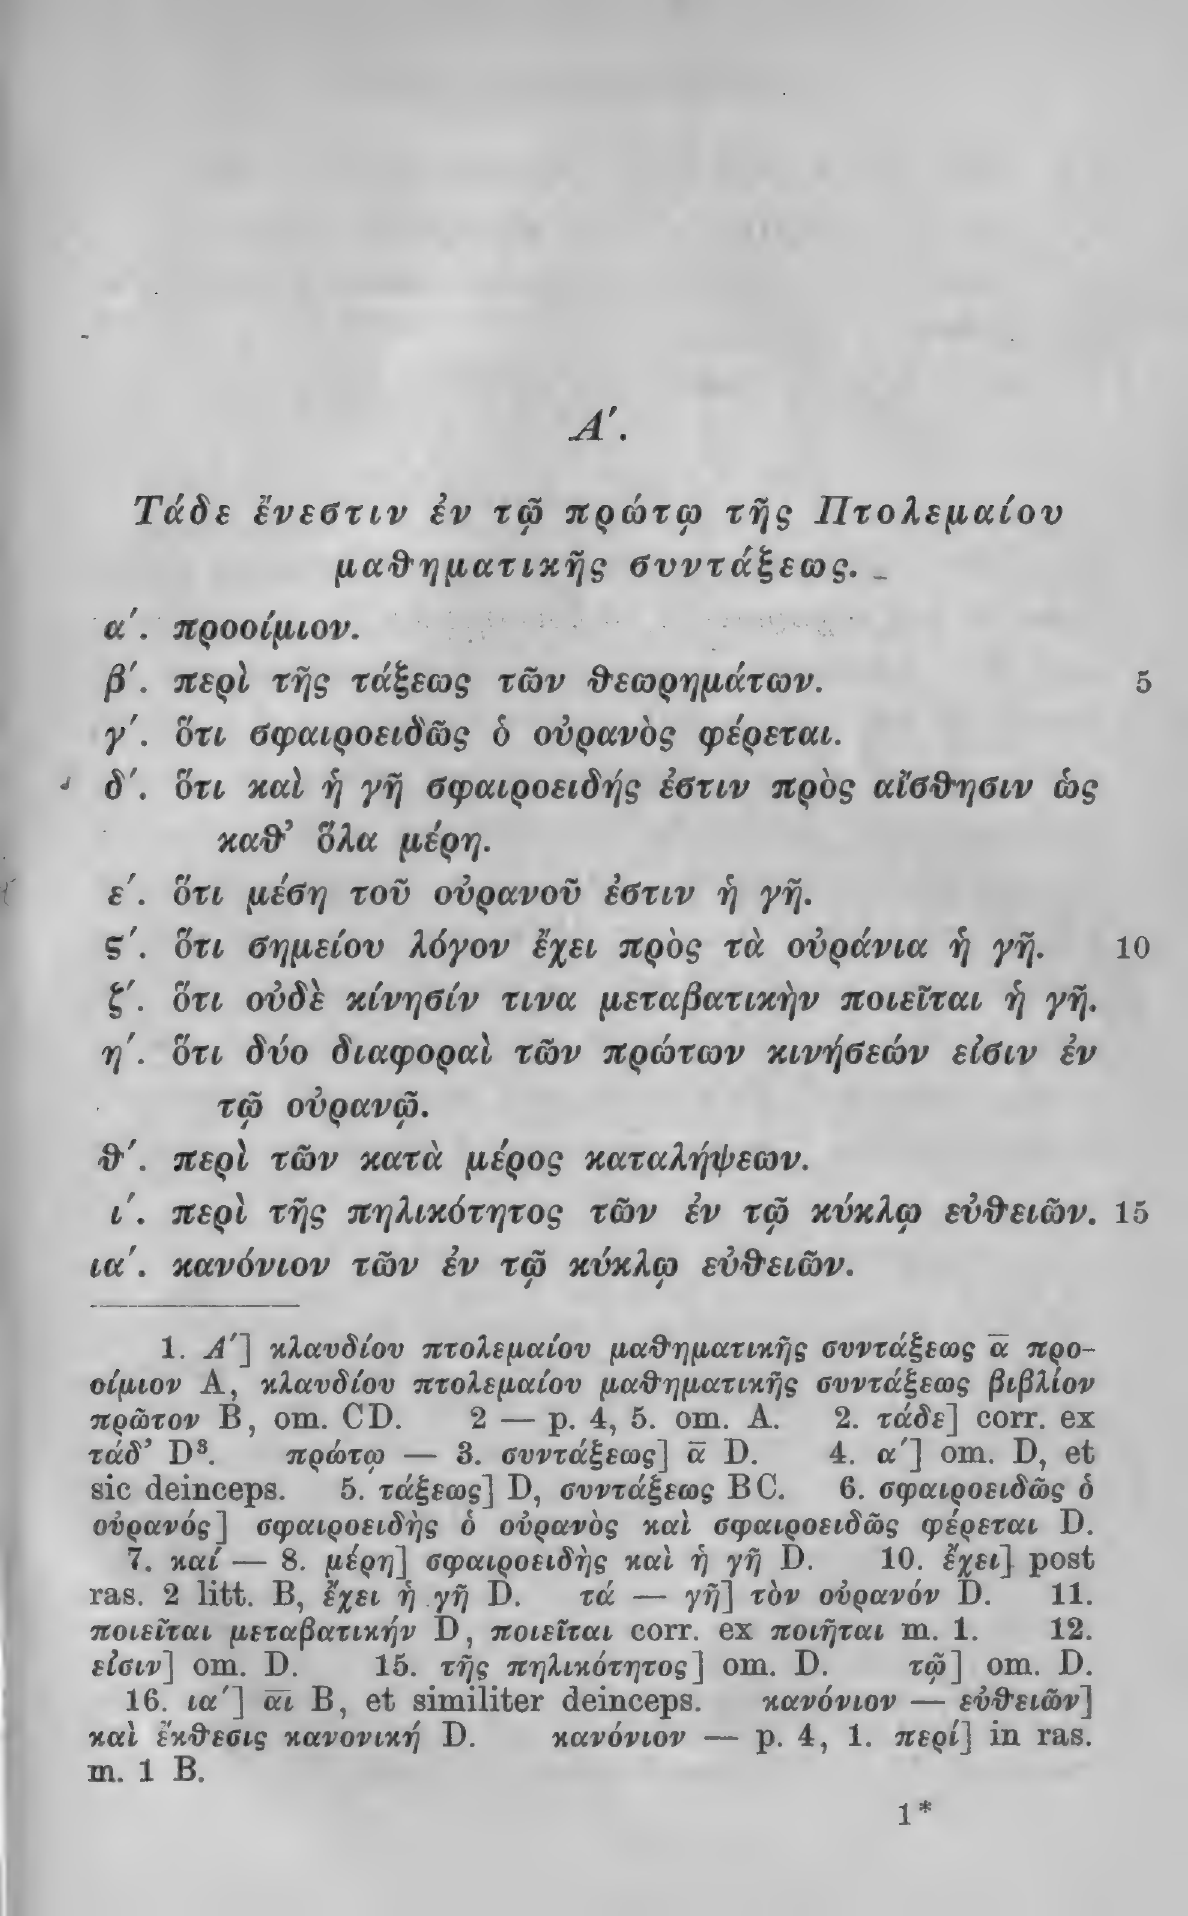 Α′.
Τάδε ἔνεστιν ἐν τῷ πρώτῳ τῆς Πτολεμαίου
μαθηματικῆς συντάξεως.
α′. προοίμιον.
β′. περὶ τῆς τάξεως τῶν θεωρημάτων. 5
γ′. ὅτι σφαιροειδῶς ὁ οὐρανὸς φέρεται.
δ′. ὅτι καὶ ἡ γῆ σφαιροειδής ἐστιν πρὸς αἴσθησιν ὡς
καθ’ ὅλα μέρη.
ε′. ὅτι μέση τοῦ οὐρανοῦ ἐστιν ἡ γῆ.
ϛ′. ὅτι σημείου λόγον ἔχει πρὸς τὰ οὐράνια ἡ γῆ. 10
ζ′. ὅτι οὐδὲ κίνησίν τινα μεταβατικὴν ποιεῖται ἡ γῆ.
η′. ὅτι δύο διαφοραὶ τῶν πρώτων κινήσεών εἰσιν ἐν
τῷ οὐρανῷ.
θ′. περὶ τῶν κατὰ μέρος καταλήψεων.
ι′. περὶ τῆς πηλικότητος τῶν ἐν τῷ κύκλῳ εὐθειῶν. 15
ια′. κανόνιον τῶν ἐν τῷ κύκλῳ εὐθειῶν.
1. Α′] κλαυδίου πτολεμαίου μαθηματικῆς συντάξεως α̅ προ-
οίμιον A, κλαυδίου πτολεμαίου μαθηματικῆς συντάξεως βιβλίον
πρῶτον B, om. CD. 2 — p. 4, 5. om. A. 2. τάδε] corr. ex
τάδ’ D³. πρώτῳ — 3. συντάξεως] α̅ D. 4. α′] om. D, et
sic deinceps. 5. τάξεως] D, συντάξεως BC. 6. σφαιροειδῶς ὁ
οὐρανός] σφαιροειδὴς ὁ οὐρανὸς καὶ σφαιροειδῶς φέρεται D.
7. καί — 8. μέρη] σφαιροειδὴς καὶ ἡ γῆ D. 10. ἔχει] post
ras. 2 litt. B, ἔχει ἡ γῆ D. τά — γῆ] τὸν οὐρανόν D. 11.
ποιεῖται μεταβατικήν D, ποιεῖται corr. ex ποιῆται m. 1. 12.
εἰσιν] om. D. 15. τῆς πηλικότητος] om. D. τῷ] om. D.
16. ια′] α̅ι̅ B, et similiter deinceps. κανόνιον — εὐθειῶν]
καὶ ἔκθεσις κανονική D. κανόνιον — p. 4, 1. περί] in ras.
m. 1 B.
1*